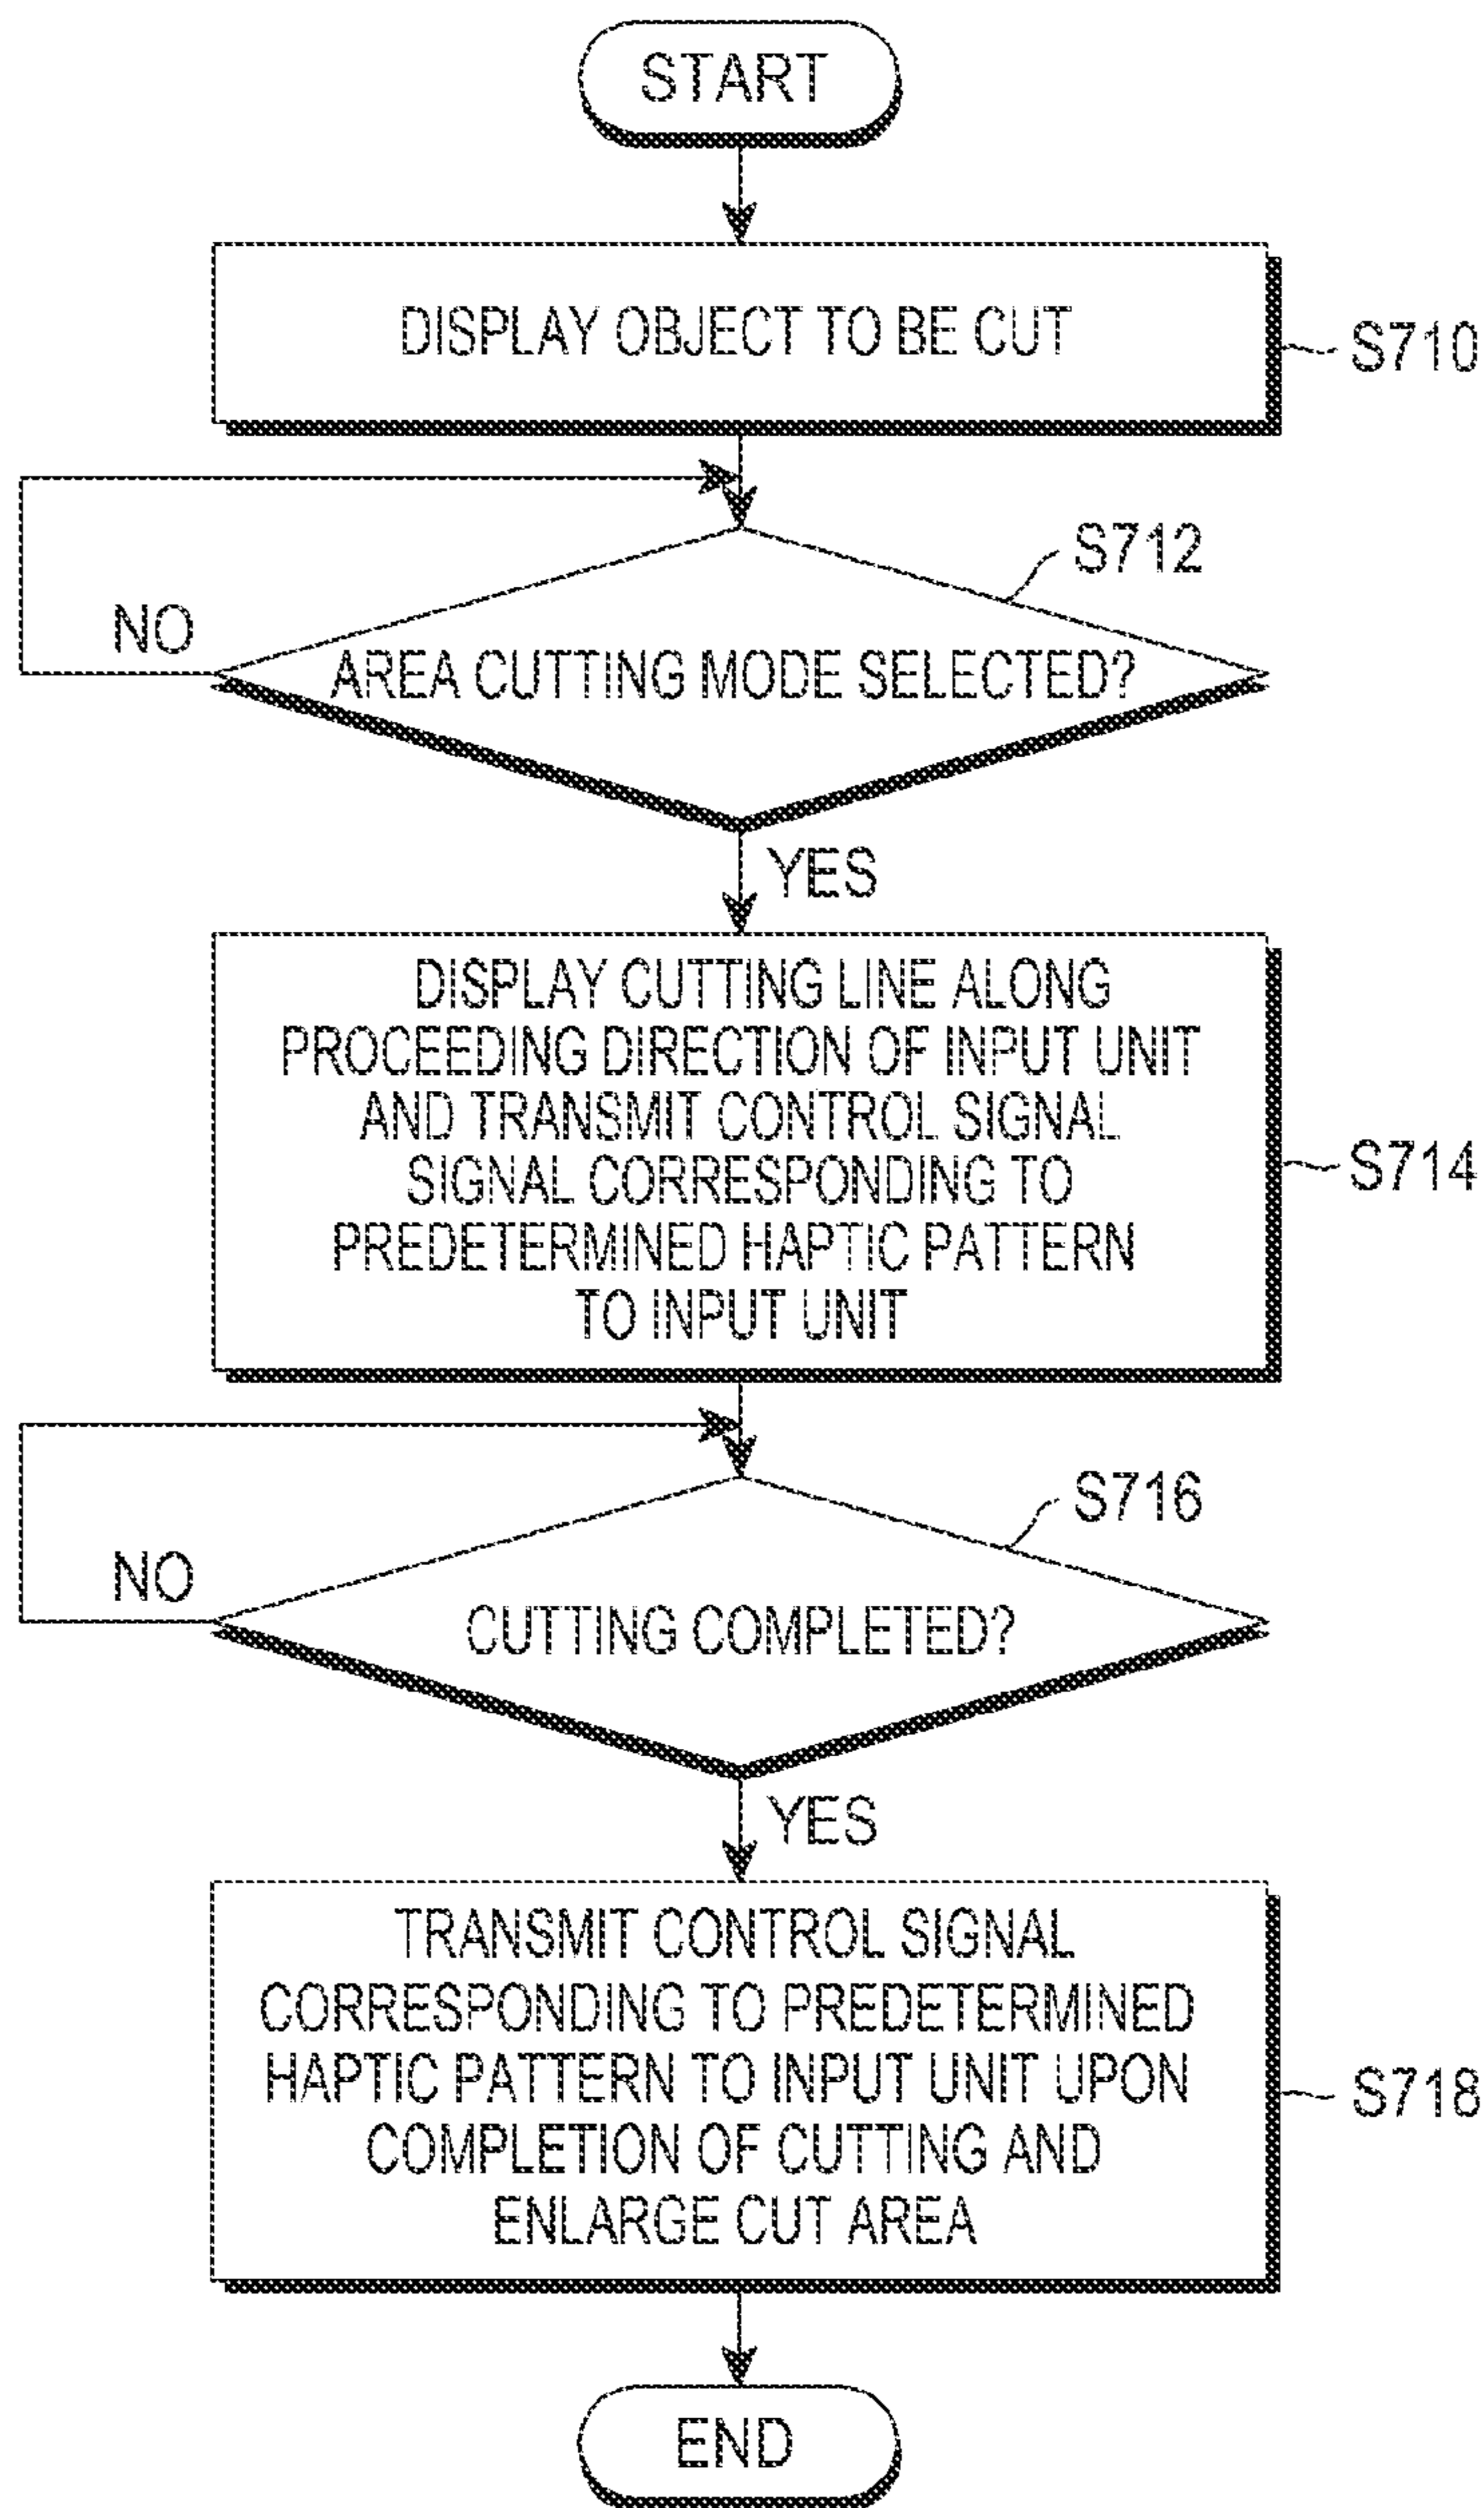 START
DISPLAY OBJECT TO BE CUT
S710
S712
NO
AREA CUTTING MODE SELECTED?
YES
DISPLAY CUTTING LINE ALONG
PROCEEDING DIRECTION OF INPUT UNIT
AND TRANSMIT CONTROL SIGNAL
SIGNAL CORRESPONDING TO
PREDETERMINED HAPTIC PATTERN
TO INPUT UNIT
S714
S716
NO
CUTTING COMPLETED?
YES
TRANSMIT CONTROL SIGNAL
CORRESPONDING TO PREDETERMINED
HAPTIC PATTERN TO INPUT UNIT UPON
COMPLETION OF CUTTING AND
ENLARGE CUT AREA
S718
END